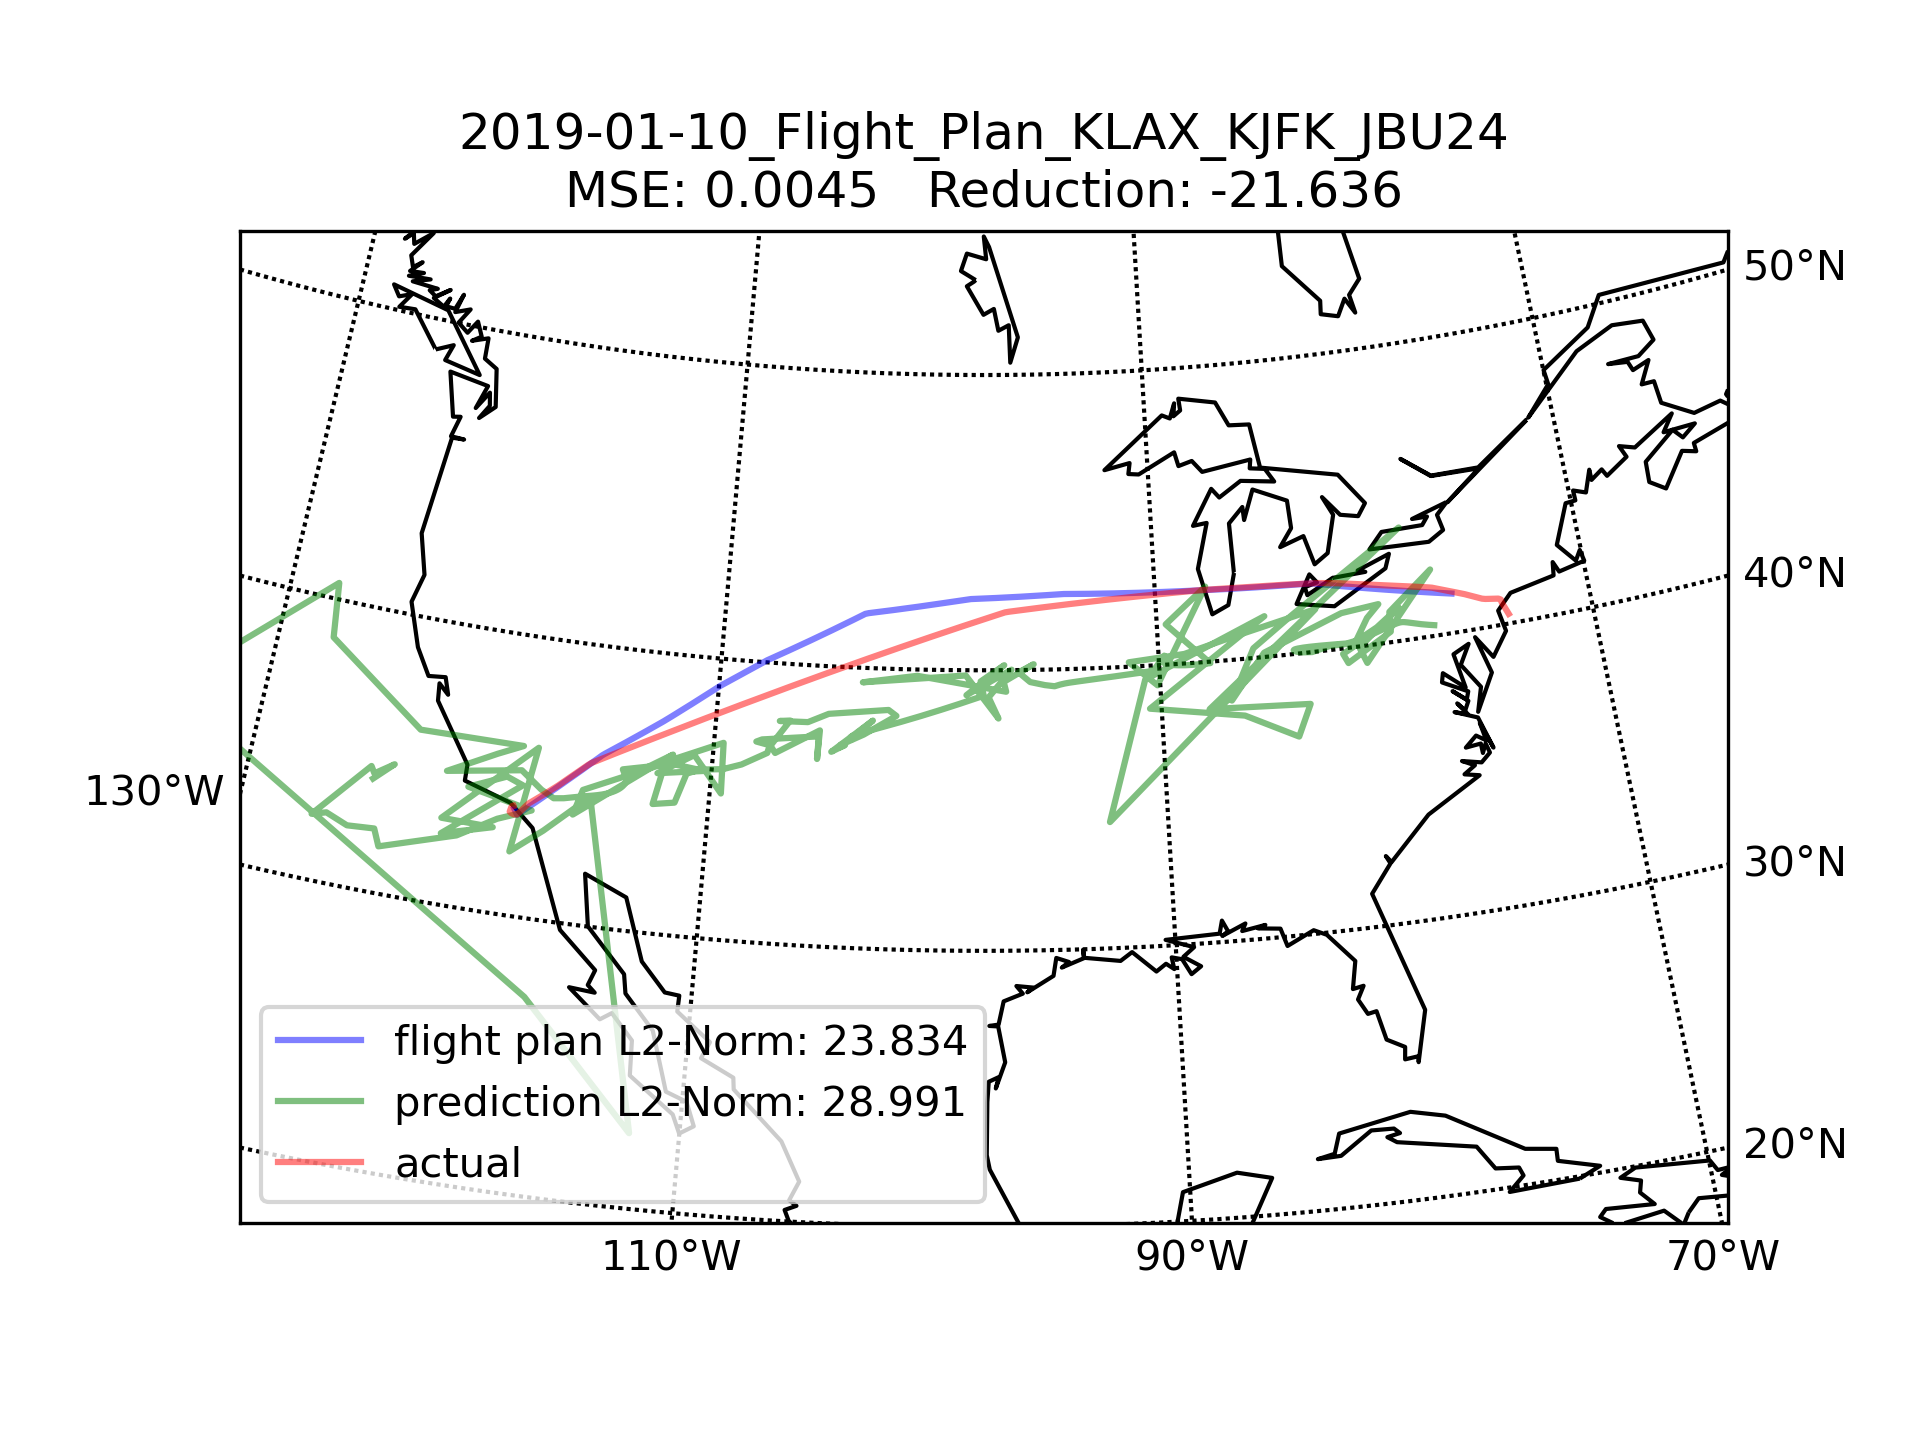 2019-01-10_Flight_Plan_KLAX_KJFK_JBU24
MSE: 0.0045 Reduction: -21.636
50°N
40°N
130°W
30°N
flight plan L2-Norm: 23.834
prediction L2-Norm: 28.991
20°N
actual
110°W 90°W 70°W